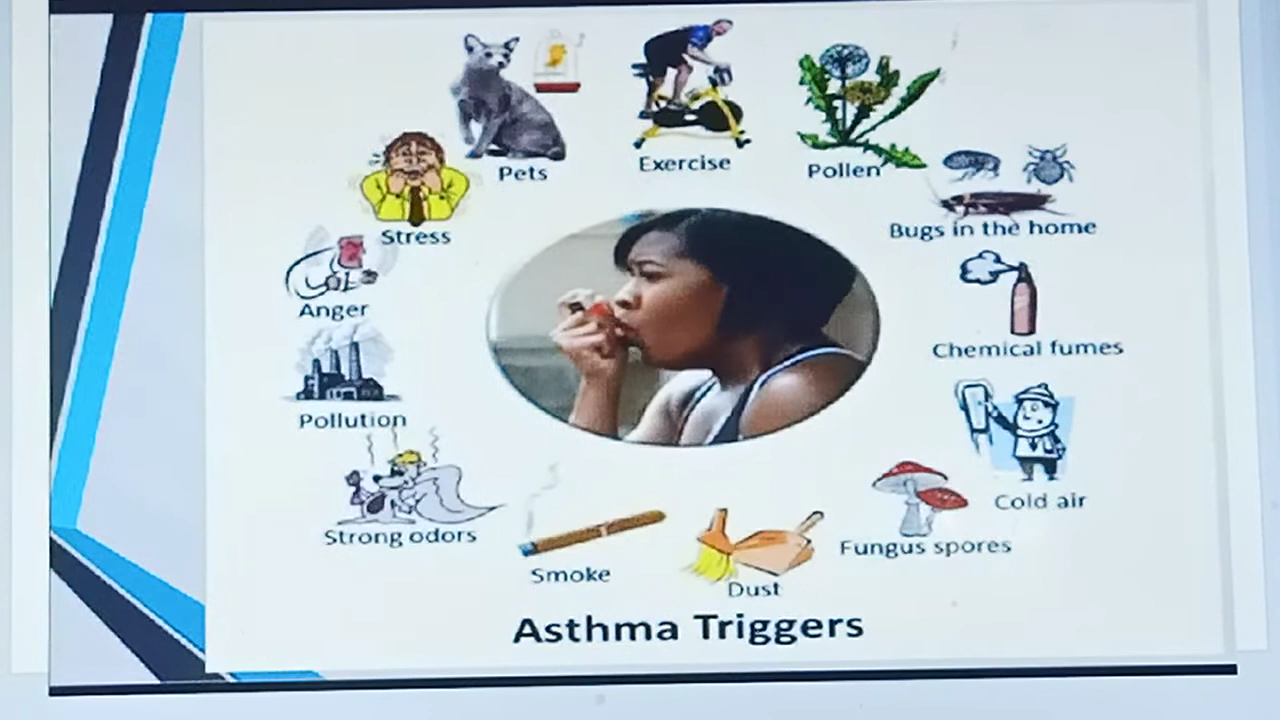 Pets
Exercise
Pollen
Stress
Bugs in the home
Anger
Chemical fumes
Pollution
Cold air
Strong odors
Fungus spores
Smoke
Dust
Asthma Triggers